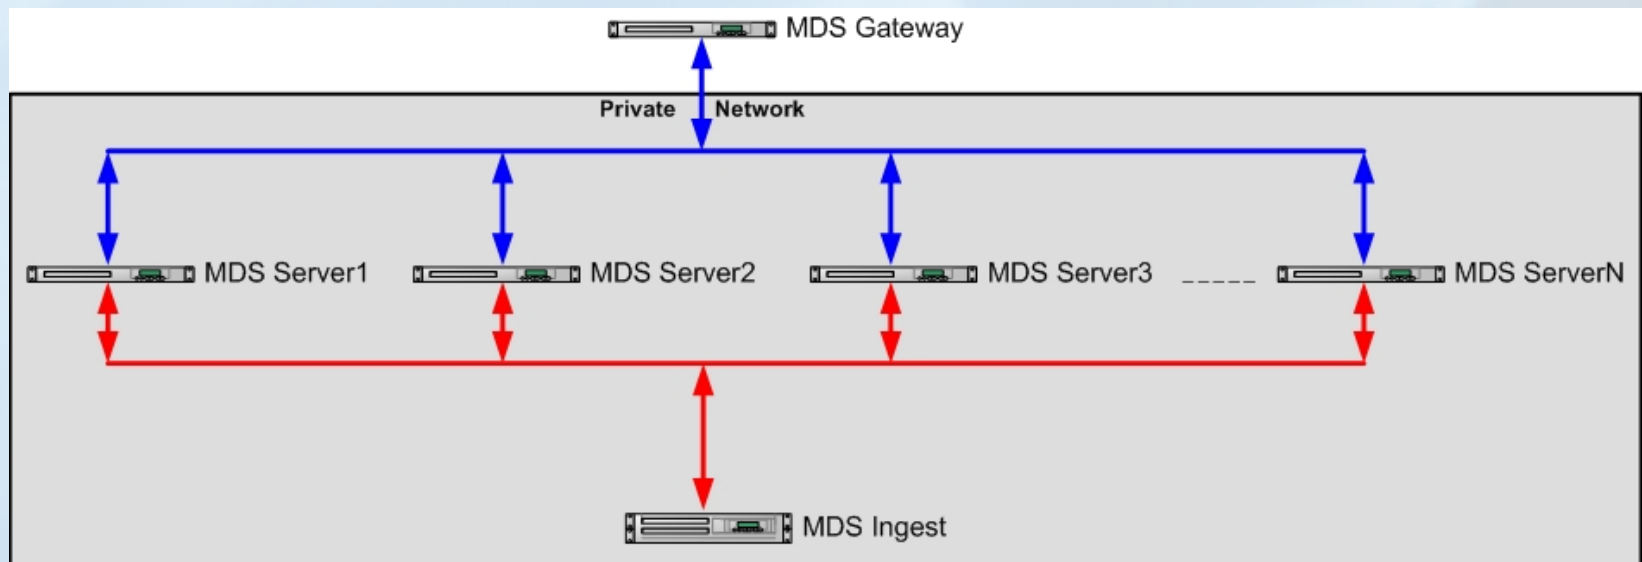 MDS Gateway
Private Network
MDS Server1
MDS Server2
MDS Server3
_ _ _ _ _
MDS ServerN
MDS Ingest